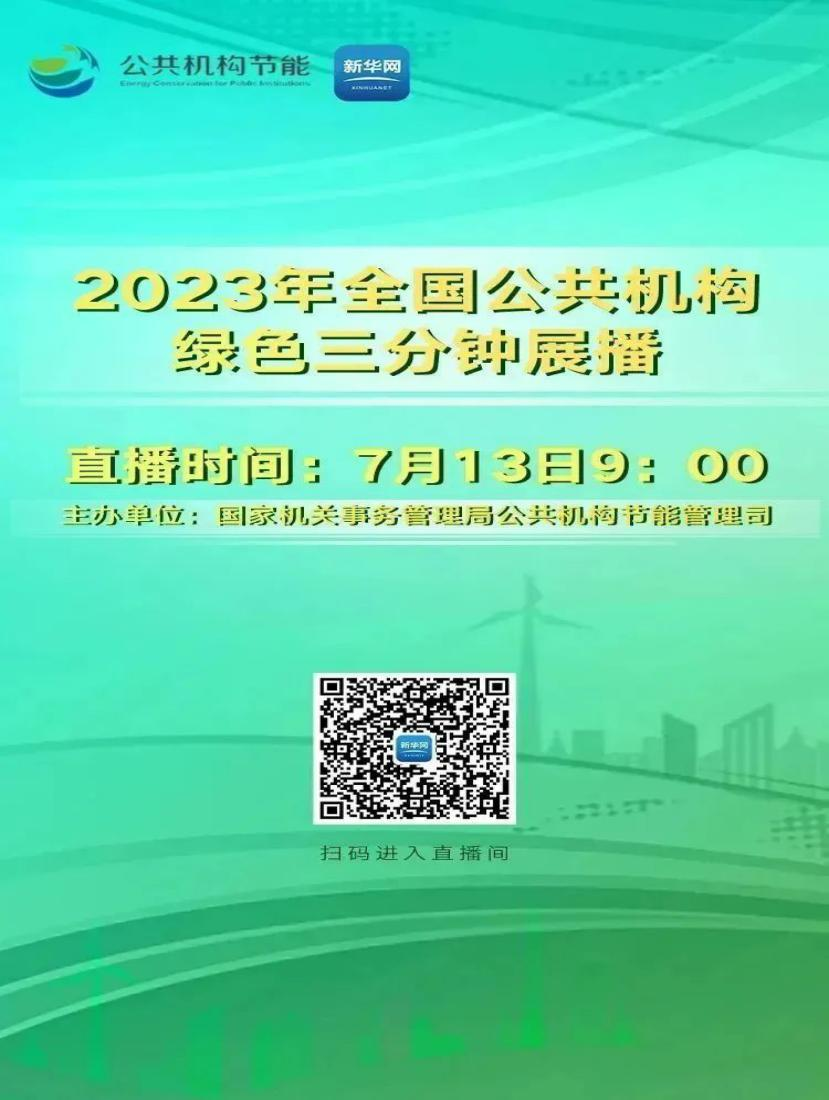 公共机构节能
Energy Conservation for Public Institutions
新华网
XINHUANET
2023年全国公共机构
绿色三分钟展播
直播时间：7月13日9：00
主办单位：国家机关事务管理局公共机构节能管理司
新华网
扫码进入直播间